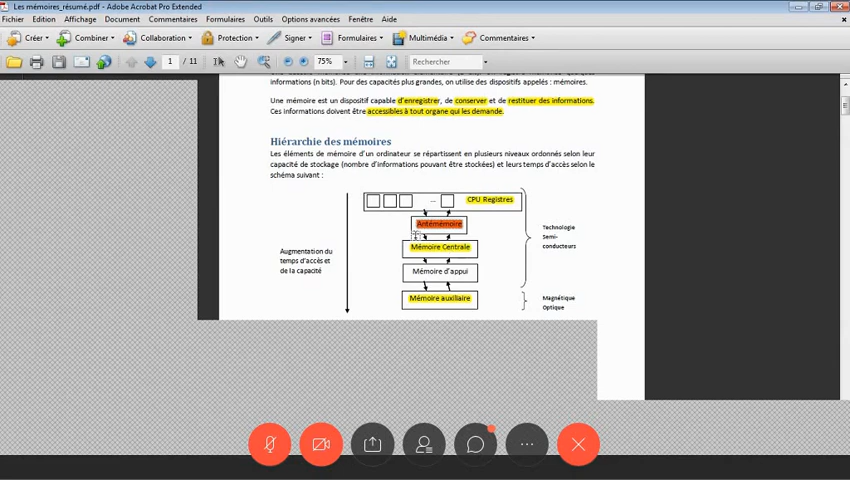 Les mémoires_résumé.pdf - Adobe Acrobat Pro Extended
Fichier Edition Affichage Document Commentaires Formulaires Outils Options avancées Fenêtre Aide
Créer Combiner Collaboration Protection Signer Formulaires Multimédia Commentaires
1 / 11 75% Rechercher
informations (n bits). Pour des capacités plus grandes, on utilise des dispositifs appelés : mémoires.
Une mémoire est un dispositif capable d'enregistrer, de conserver et de restituer des informations.
Ces informations doivent être accessibles à tout organe qui les demande.
Hiérarchie des mémoires
Les éléments de mémoire d'un ordinateur se répartissent en plusieurs niveaux ordonnés selon leur
capacité de stockage (nombre d'informations pouvant être stockées) et leurs temps d'accès selon le
schéma suivant :
... CPU Registres
Antémémoire
Mémoire Centrale
Mémoire d'appui
Mémoire auxiliaire
Augmentation du
temps d'accès et
de la capacité
Technologie
Semi-
conducteurs
Magnétique
Optique